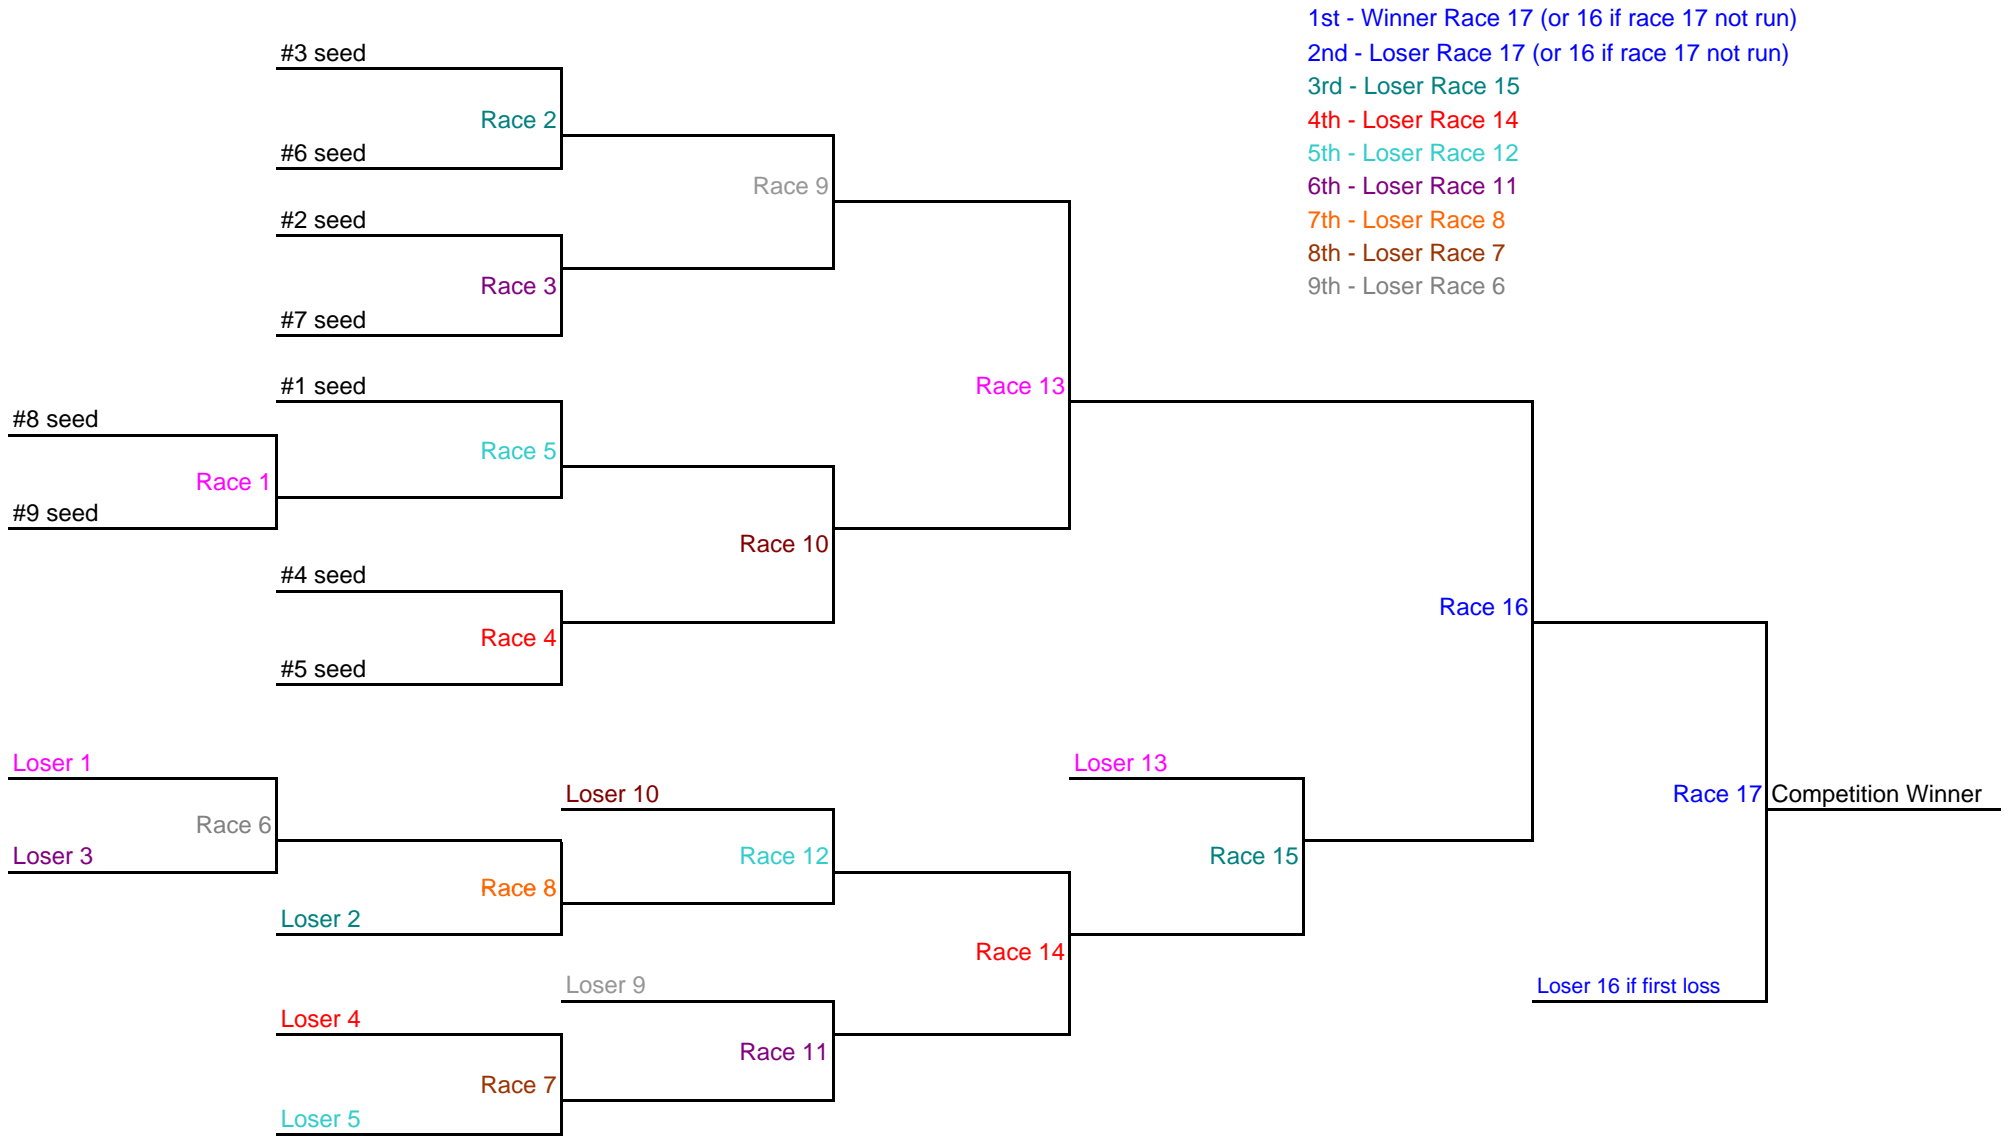 1st - Winner Race 17 (or 16 if race 17 not run)
2nd - Loser Race 17 (or 16 if race 17 not run)
3rd - Loser Race 15
4th - Loser Race 14
5th - Loser Race 12
6th - Loser Race 11
7th - Loser Race 8
8th - Loser Race 7
9th - Loser Race 6
#3 seed
Race 2
#6 seed
Race 9
#2 seed
Race 3
#7 seed
#1 seed
Race 13
#8 seed
Race 5
Race 1
#9 seed
Race 10
#4 seed
Race 16
Race 4
#5 seed
Loser 1
Loser 13
Loser 10
Race 17
Competition Winner
Race 6
Loser 3
Race 12
Race 15
Race 8
Loser 2
Race 14
Loser 9
Loser 16 if first loss
Loser 4
Race 11
Race 7
Loser 5